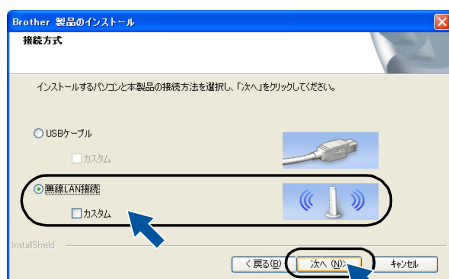 Brother 製品のインストール
接続方式
インストールするパソコンと本製品の接続方法を選択し、「次へ」をクリックしてください。
USBケーブル
カスタム
無線LAN接続
カスタム
InstallShield
< 戻る(B)
次へ (N)>
キャンセル